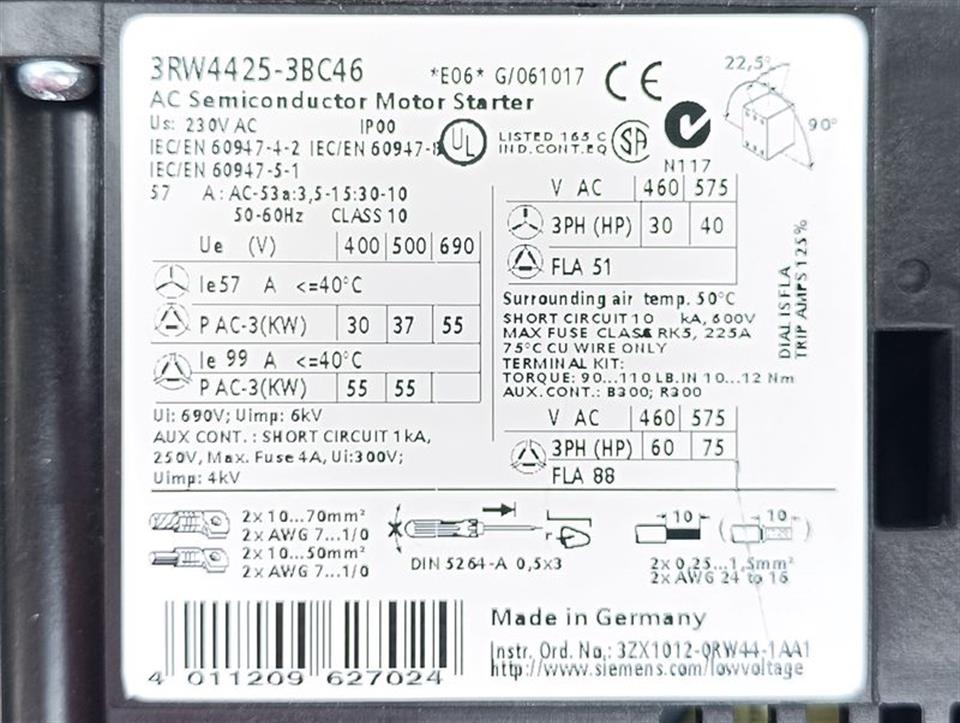 3RW4425-3BC46 *E06* G/061017 CE
AC Semiconductor Motor Starter
Us: 230V AC IP00
IEC/EN 60947-4-2 IEC/EN 60947-
IEC/EN 60947-5-1
57 A: AC-53a:3,5-15:30-10
50-60Hz CLASS 10
UL LISTED 165 C
IND.CONT.EQ
SA
N117
22,5°
90°
Ue (V) 400 500 690
Ie57 A <=40°C
P AC-3(KW) 30 37 55
Ie 99 A <=40°C
P AC-3(KW) 55 55
Ui: 690V; Uimp: 6kV
AUX CONT.: SHORT CIRCUIT 1kA,
250V, Max. Fuse 4A, Ui:300V;
Uimp: 4kV
V AC 460 575
3PH (HP) 30 40
FLA 51
Surrounding air temp. 50°C
SHORT CIRCUIT 10 kA, 600V
MAX FUSE CLASS RK5, 225A
75°C CU WIRE ONLY
TERMINAL KIT:
TORQUE: 90...110 LB.IN 10...12 Nm
AUX.CONT.: B300; R300
V AC 460 575
3PH (HP) 60 75
FLA 88
DIAL IS FLA
TRIP AMPS 125%
2x 10...70mm²
2x AWG 7...1/0
2x 10...50mm²
2x AWG 7...1/0
r
DIN 5264-A 0,5x3
10 (10)
2x 0,25...1,5mm²
2x AWG 24 to 16
4 011209 627024
Made in Germany
Instr. Ord. No.: 3ZX1012-0RW44-1AA1
http://www.siemens.com/lowvoltage